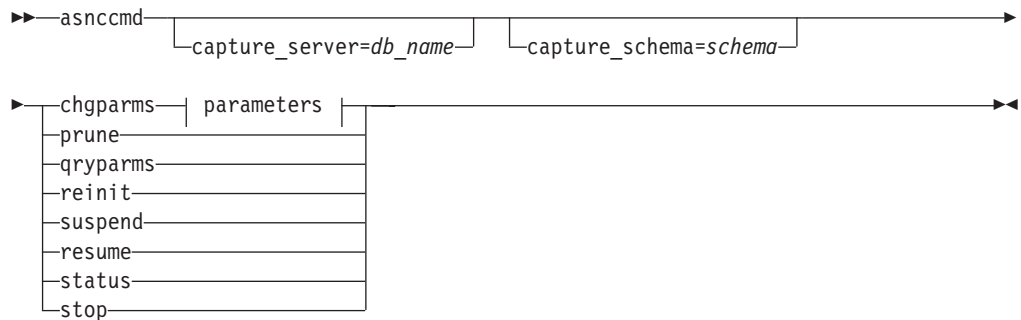 asnccmd
capture_server=db_name capture_schema=schema
chgparms parameters
prune
qryparms
reinit
suspend
resume
status
stop